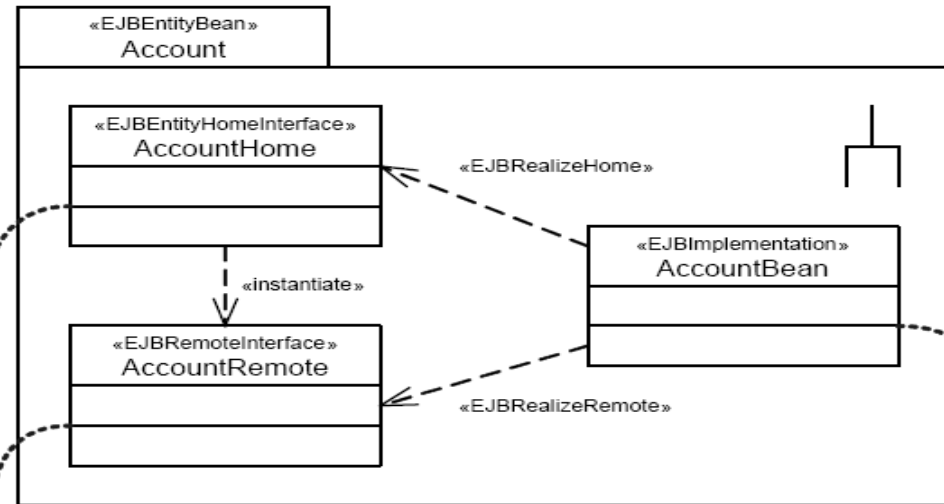 «EJBEntityBean»
Account
«EJBEntityHomeInterface»
AccountHome
«EJBRealizeHome»
«EJBImplementation»
AccountBean
«instantiate»
«EJBRemoteInterface»
AccountRemote
«EJBRealizeRemote»